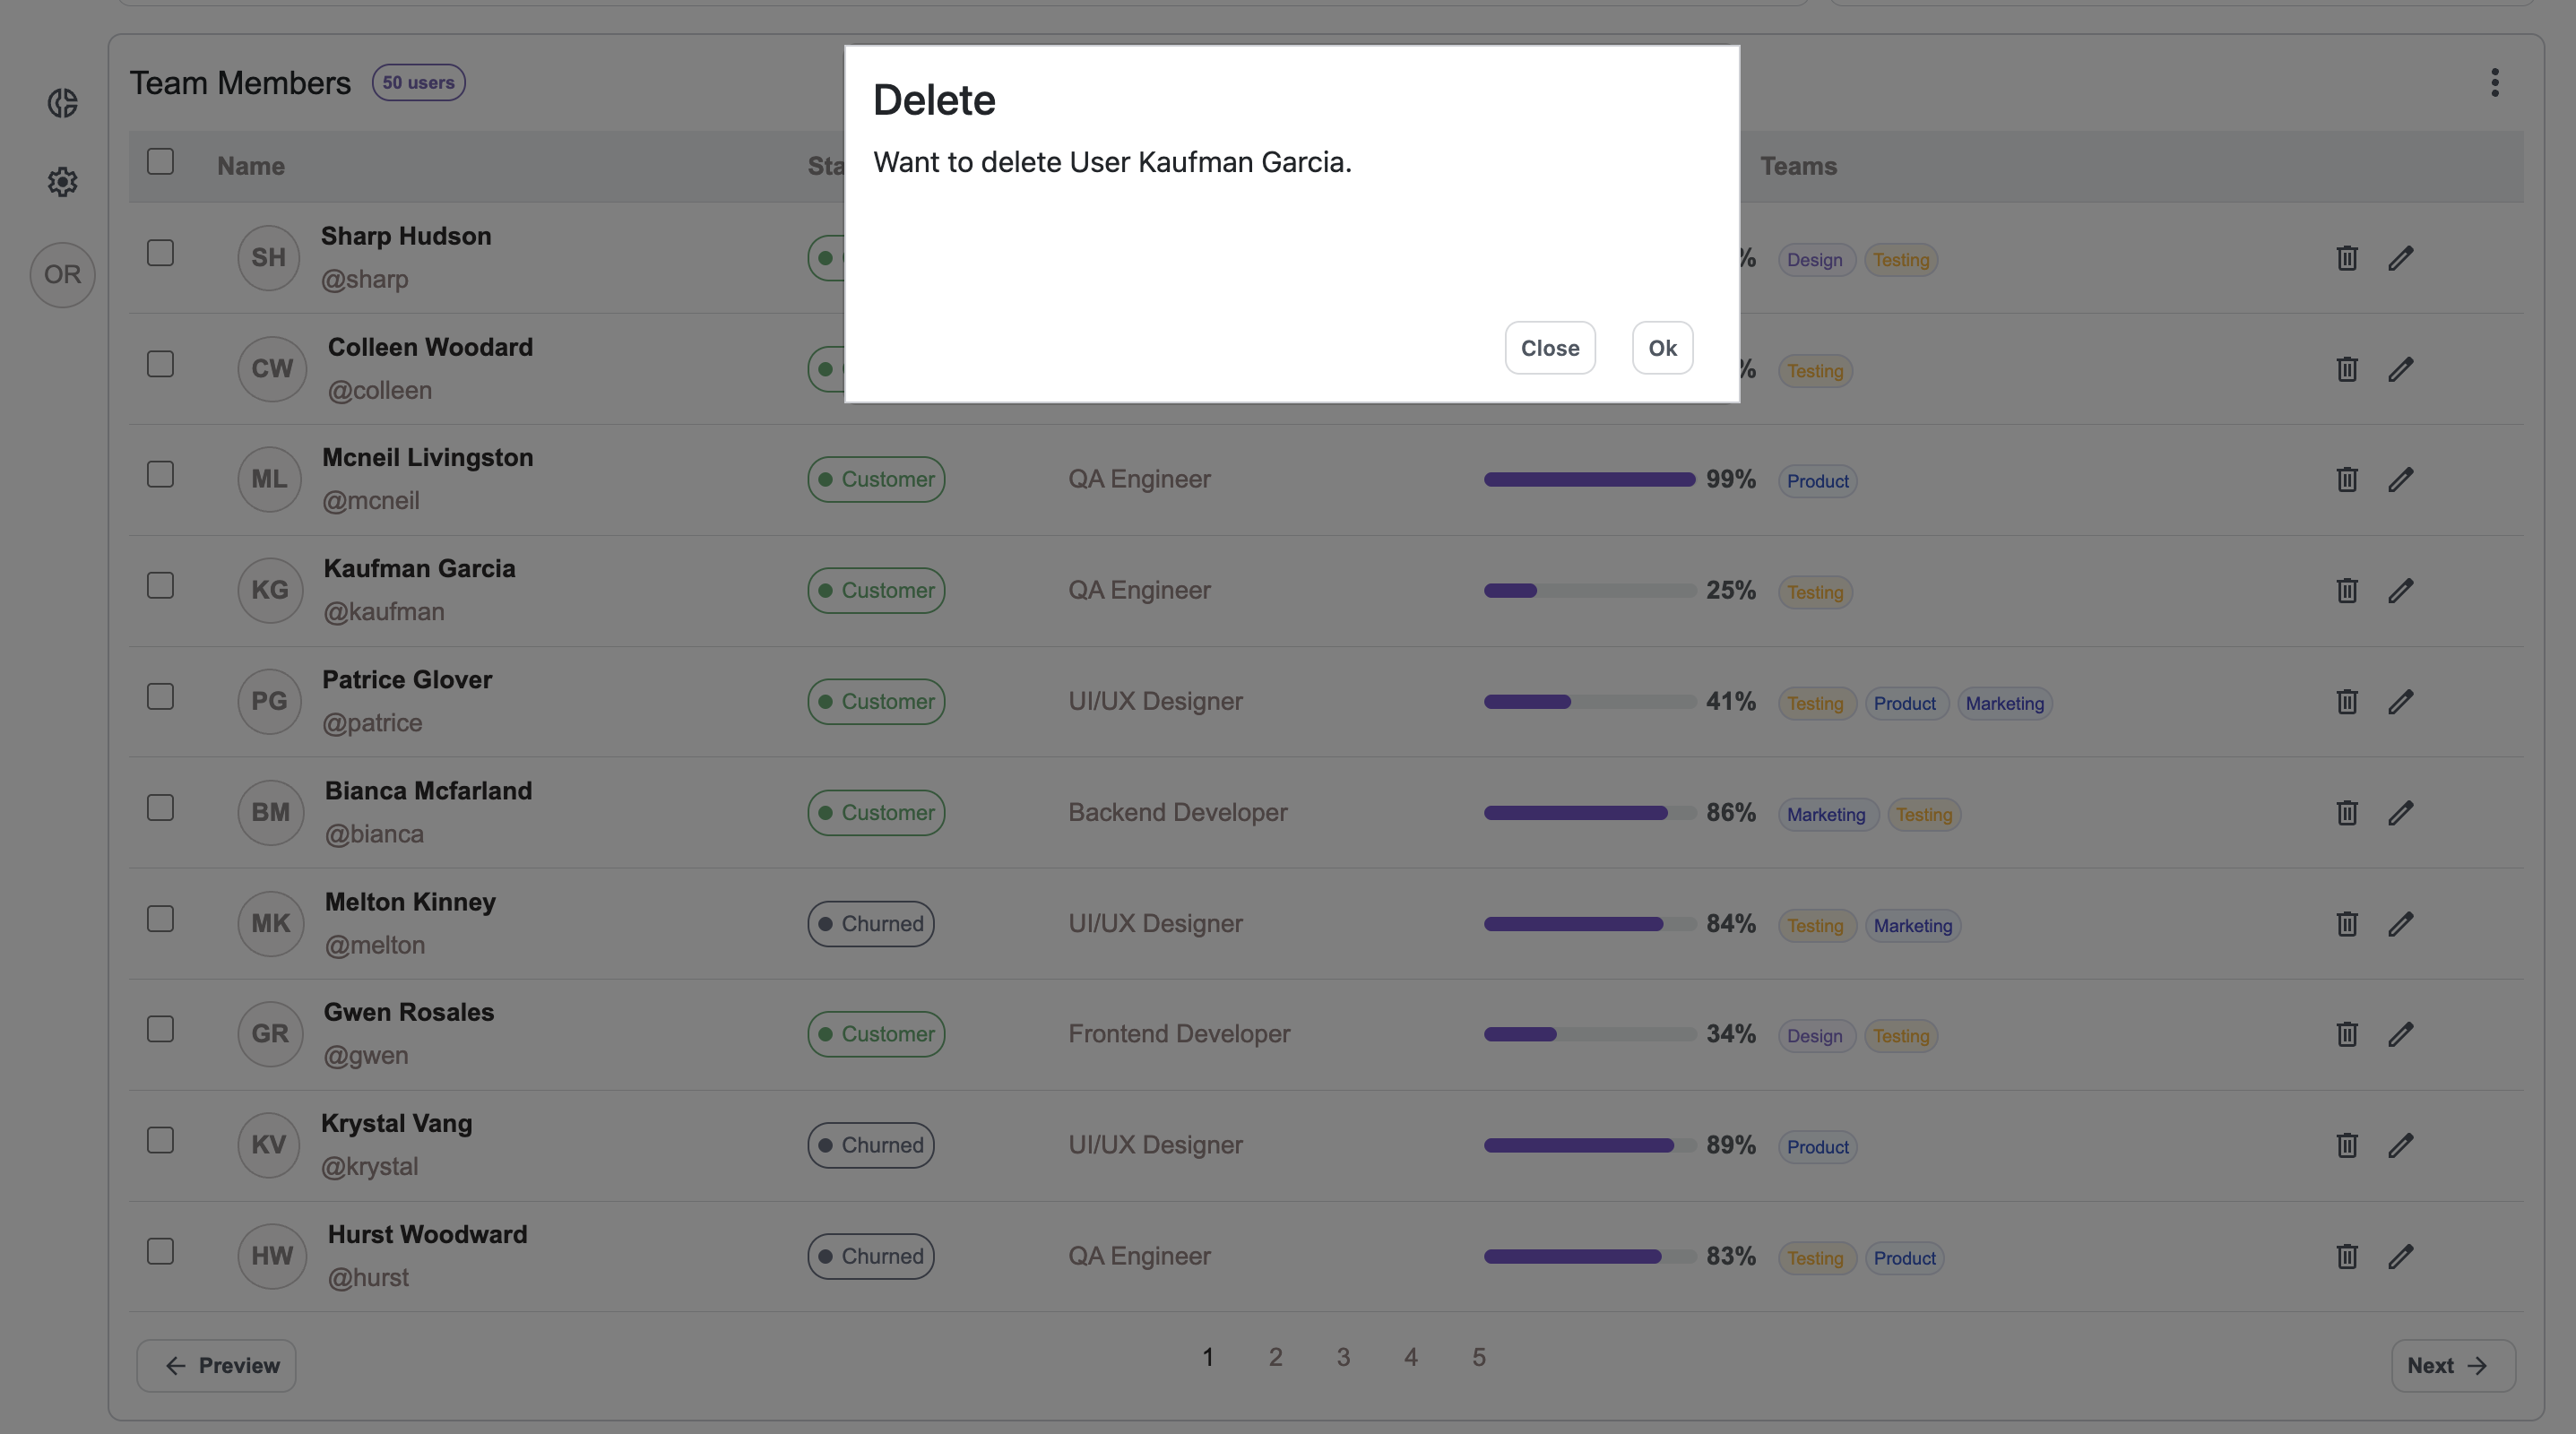 Team Members 50 users
Delete
Want to delete User Kaufman Garcia.
Close Ok
Name Teams
OR
SH Sharp Hudson
@sharp
Design Testing
CW Colleen Woodard
@colleen
Testing
ML Mcneil Livingston
@mcneil
Customer QA Engineer 99% Product
KG Kaufman Garcia
@kaufman
Customer QA Engineer 25% Testing
PG Patrice Glover
@patrice
Customer UI/UX Designer 41% Testing Product Marketing
BM Bianca Mcfarland
@bianca
Customer Backend Developer 86% Marketing Testing
MK Melton Kinney
@melton
Churned UI/UX Designer 84% Testing Marketing
GR Gwen Rosales
@gwen
Customer Frontend Developer 34% Design Testing
KV Krystal Vang
@krystal
Churned UI/UX Designer 89% Product
HW Hurst Woodward
@hurst
Churned QA Engineer 83% Testing Product
Preview 1 2 3 4 5 Next